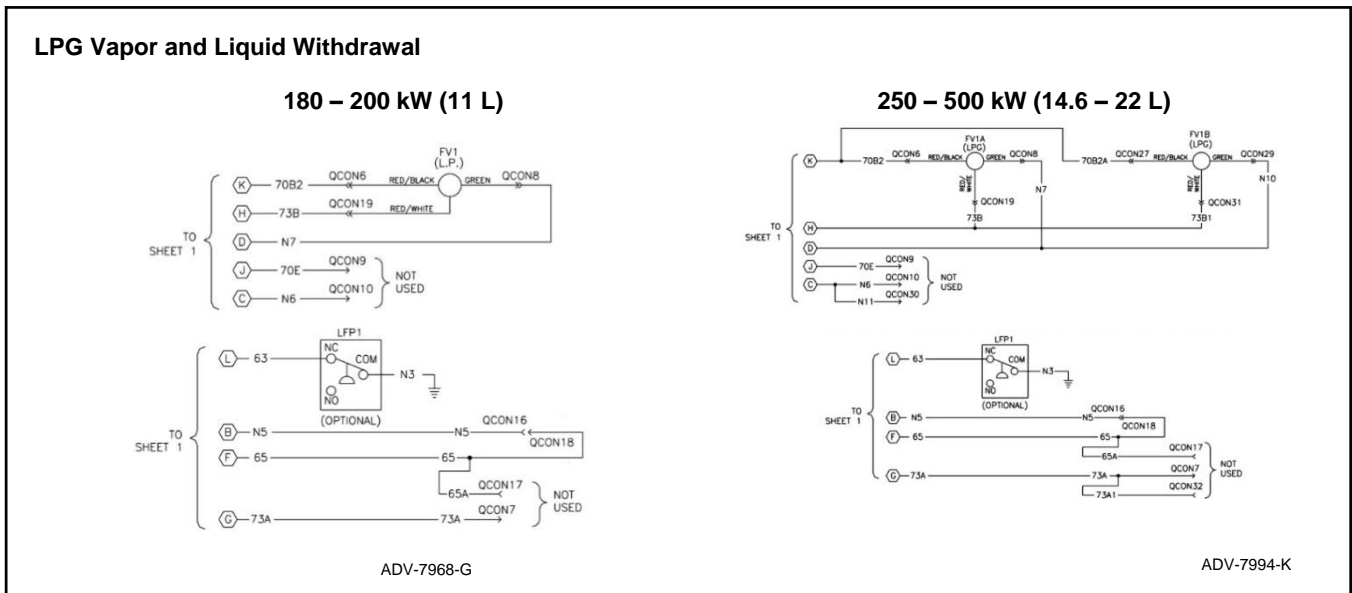 LPG Vapor and Liquid Withdrawal
180 – 200 kW (11 L)
FV1
(L.P.)
K 70B2 QCON6 RED/BLACK GREEN QCON8
H 73B QCON19 RED/WHITE
D N7
TO
SHEET 1
J 70E QCON9
C N6 QCON10
NOT
USED
LFP1
L 63 NC COM N3
NO
(OPTIONAL)
TO
SHEET 1
B N5 N5 QCON16
QCON18
F 65 65
65A QCON17
G 73A 73A QCON7
NOT
USED
ADV-7968-G
250 – 500 kW (14.6 – 22 L)
FV1A
(LPG)
FV1B
(LPG)
K 70B2 QCON6 RED/BLACK GREEN QCON8 70B2A QCON27 RED/BLACK GREEN QCON29
RED/
WHITE
N7
RED/
WHITE
N10
QCON19
QCON31
73B
73B1
TO
SHEET 1
H
D
J 70E QCON9
C N6 QCON10
N11 QCON30
NOT
USED
LFP1
L 63 NC COM N3
NO
(OPTIONAL)
TO
SHEET 1
B N5 N5 QCON16
QCON18
F 65 65
65A QCON17
G 73A 73A QCON7
73A1 QCON32
NOT
USED
ADV-7994-K